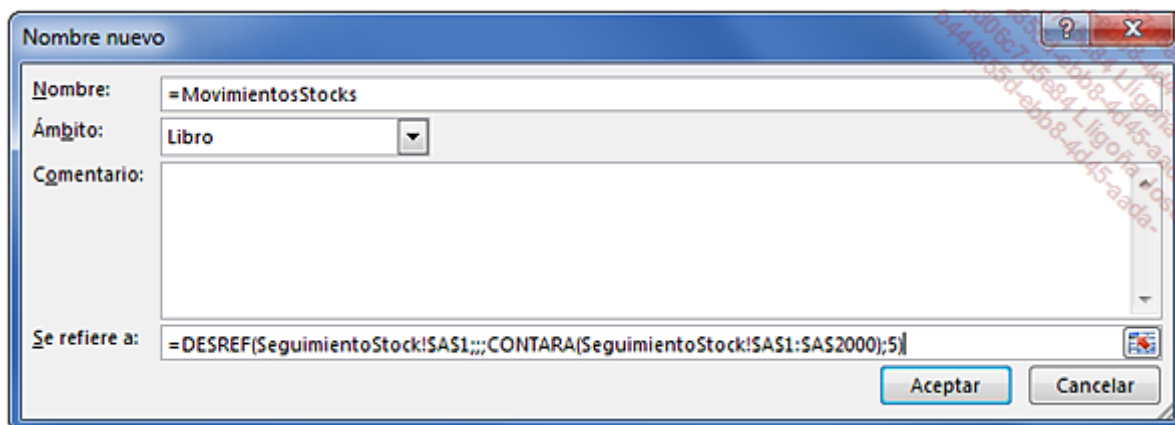 Nombre nuevo
Nombre: =MovimientosStocks
Ámbito: Libro
Comentario:
Se refiere a: =DESREF(SeguimientoStock!$A$1;;;CONTARA(SeguimientoStock!$A$1:$A$2000);5)
Aceptar Cancelar